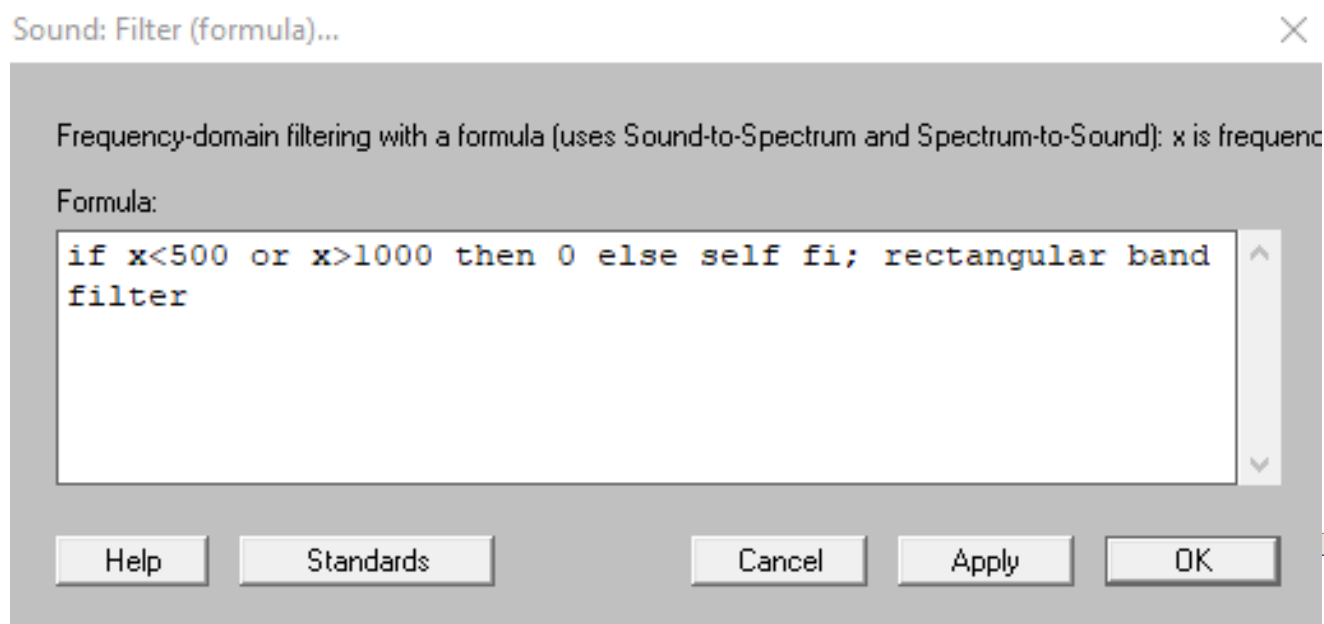 Sound: Filter (formula)...
Frequency-domain filtering with a formula (uses Sound-to-Spectrum and Spectrum-to-Sound): x is frequenc
Formula:
if x<500 or x>1000 then 0 else self fi; rectangular band
filter
Help Standards Cancel Apply OK